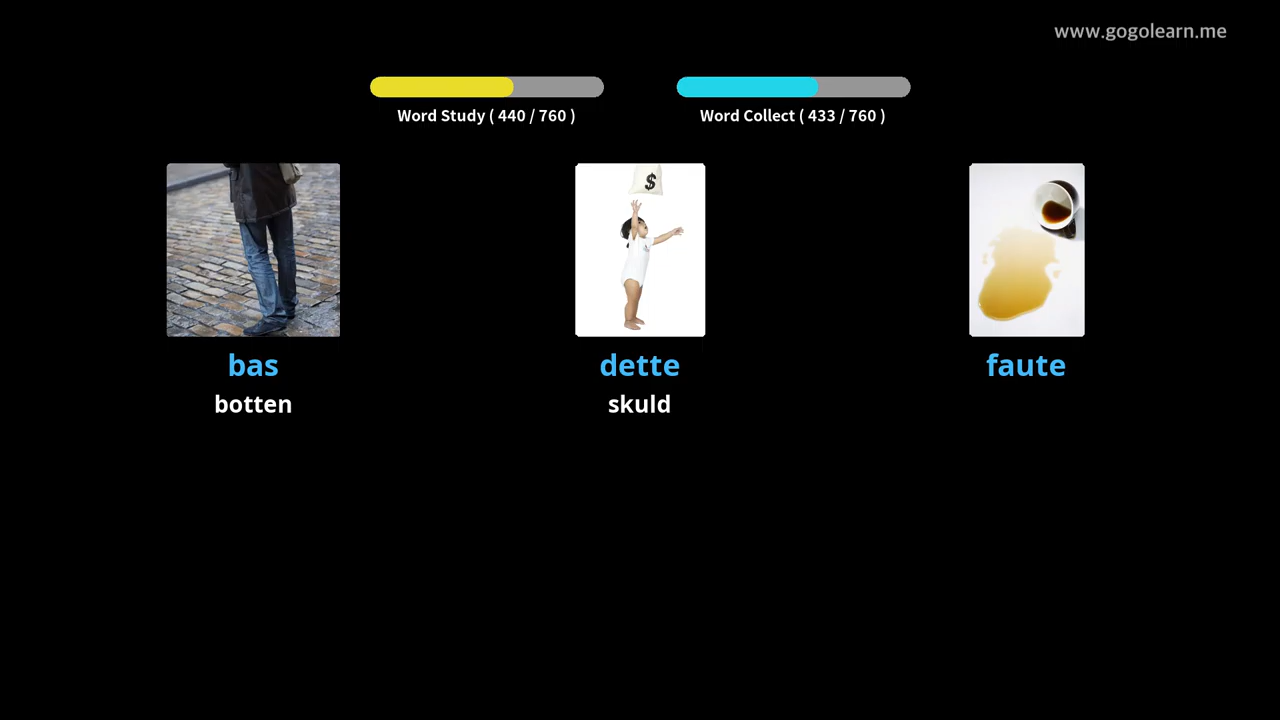 www.gogolearn.me
Word Study ( 440 / 760 )
Word Collect ( 433 / 760 )
$
bas
dette
faute
botten
skuld